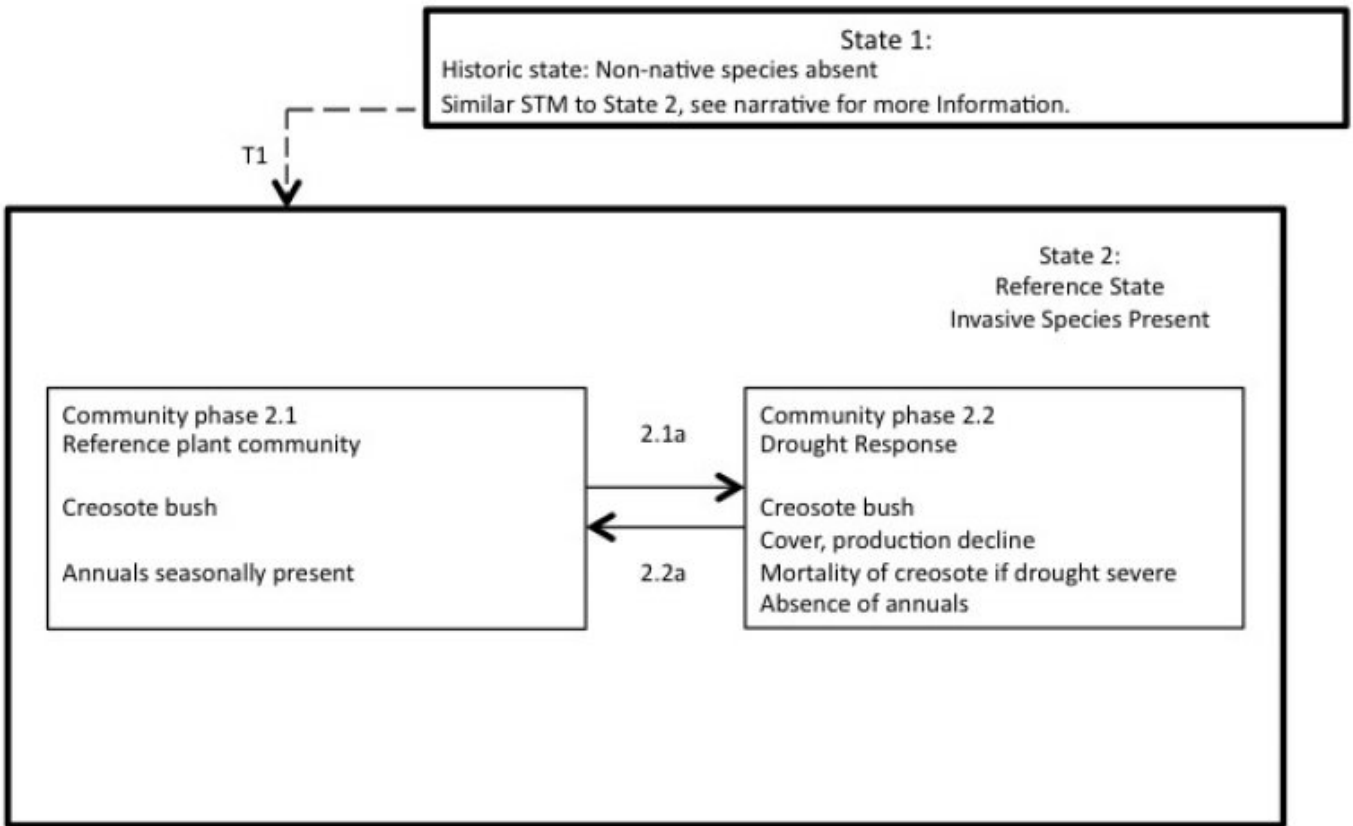 State 1:
Historic state: Non-native species absent
Similar STM to State 2, see narrative for more Information.
T1
State 2:
Reference State
Invasive Species Present
Community phase 2.1
Reference plant community
Creosote bush
Annuals seasonally present
2.1a
2.2a
Community phase 2.2
Drought Response
Creosote bush
Cover, production decline
Mortality of creosote if drought severe
Absence of annuals